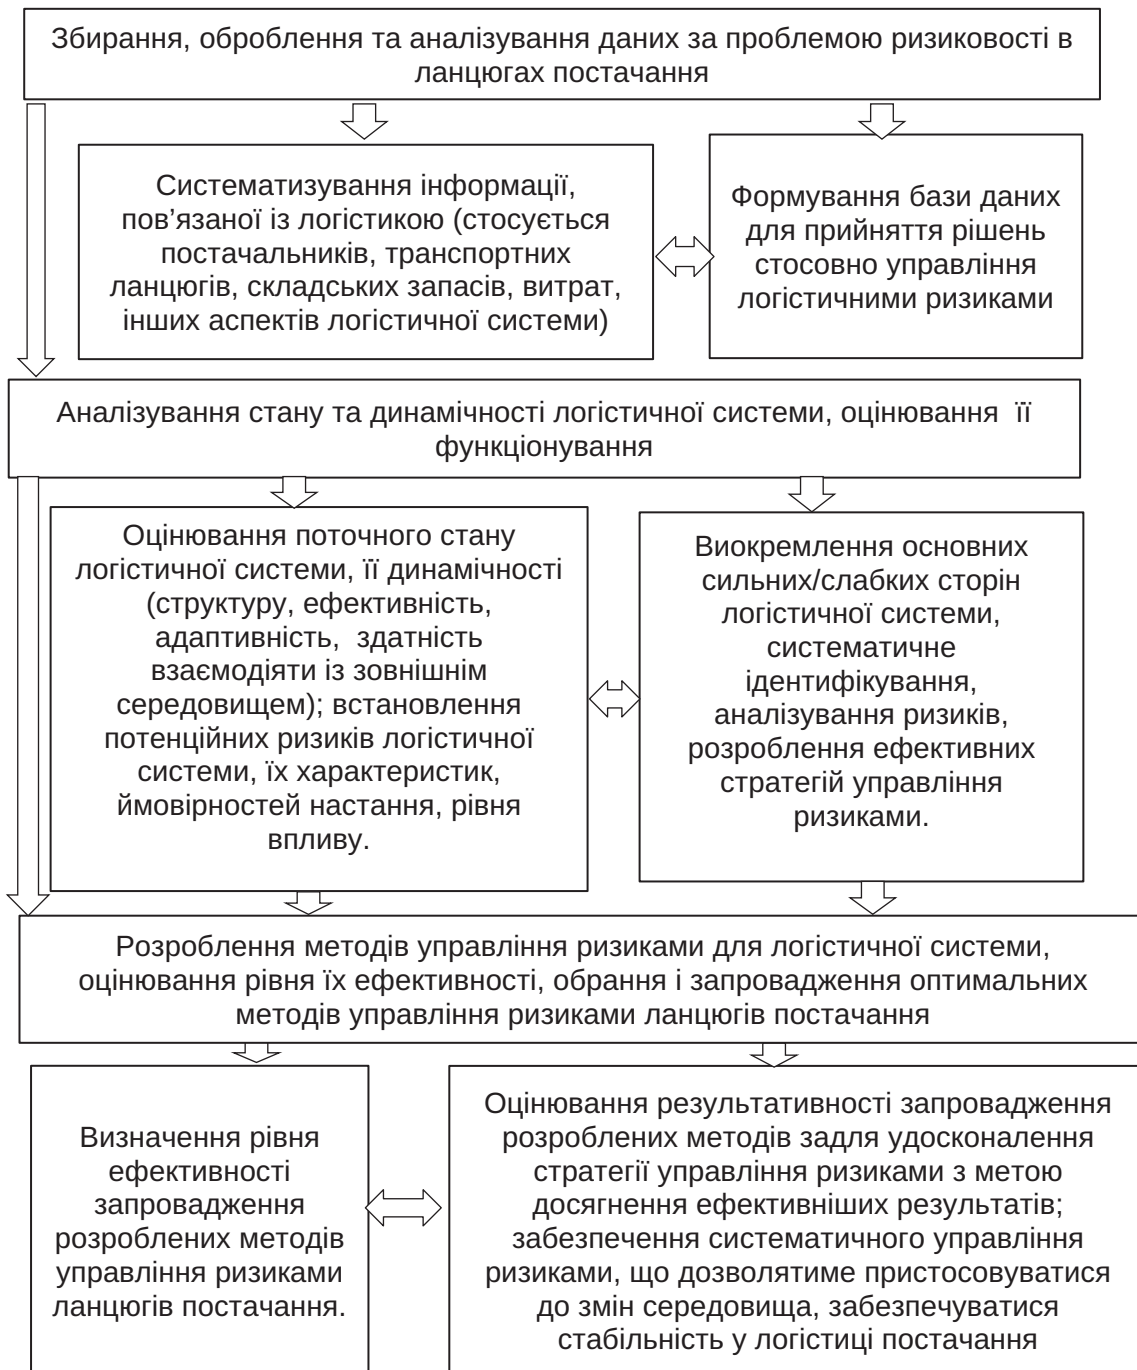 Збирання, оброблення та аналізування даних за проблемою ризиковості в
ланцюгах постачання
Систематизування інформації,
пов’язаної із логістикою (стосується
постачальників, транспортних
ланцюгів, складських запасів, витрат,
інших аспектів логістичної системи)
Формування бази даних
для прийняття рішень
стосовно управління
логістичними ризиками
Аналізування стану та динамічності логістичної системи, оцінювання  її
функціонування
Оцінювання поточного стану
логістичної системи, її динамічності
(структуру, ефективність,
адаптивність,  здатність
взаємодіяти із зовнішнім
середовищем); встановлення
потенційних ризиків логістичної
системи, їх характеристик,
ймовірностей настання, рівня
впливу.
Виокремлення основних
сильних/слабких сторін
логістичної системи,
систематичне
ідентифікування,
аналізування ризиків,
розроблення ефективних
стратегій управління
ризиками.
Розроблення методів управління ризиками для логістичної системи,
оцінювання рівня їх ефективності, обрання і запровадження оптимальних
методів управління ризиками ланцюгів постачання
Визначення рівня
ефективності
запровадження
розроблених методів
управління ризиками
ланцюгів постачання.
Оцінювання результативності запровадження
розроблених методів задля удосконалення
стратегії управління ризиками з метою
досягнення ефективніших результатів;
забезпечення систематичного управління
ризиками, що дозволятиме пристосовуватися
до змін середовища, забезпечуватися
стабільність у логістиці постачання